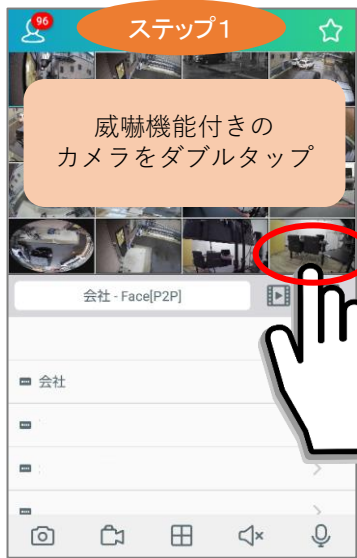 96
ステップ1
威嚇機能付きの
カメラをダブルタップ
会社 - Face[P2P]
会社